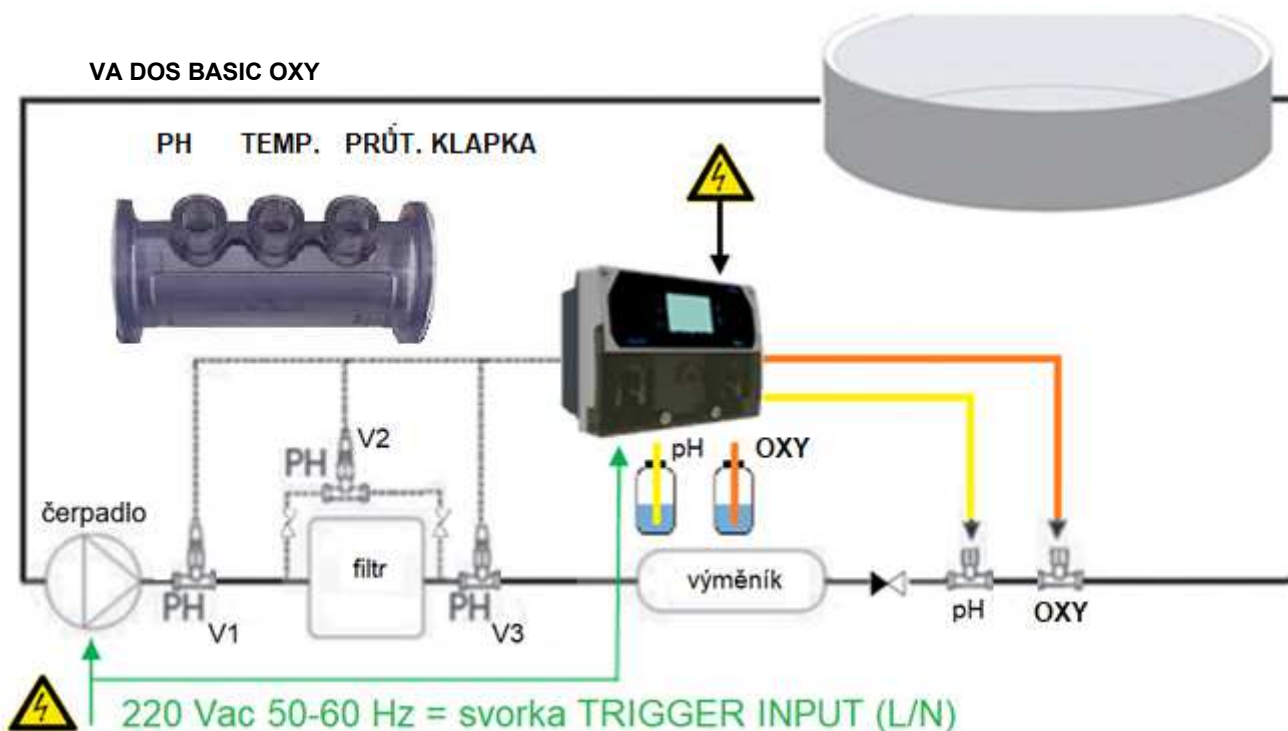 VA DOS BASIC OXY
PH TEMP. PRŮT. KLAPKA
V2
PH
pH
OXY
čerpadlo
filtr
výměník
PH
V1
PH
V3
pH
OXY
220 Vac 50-60 Hz = svorka TRIGGER INPUT (L/N)